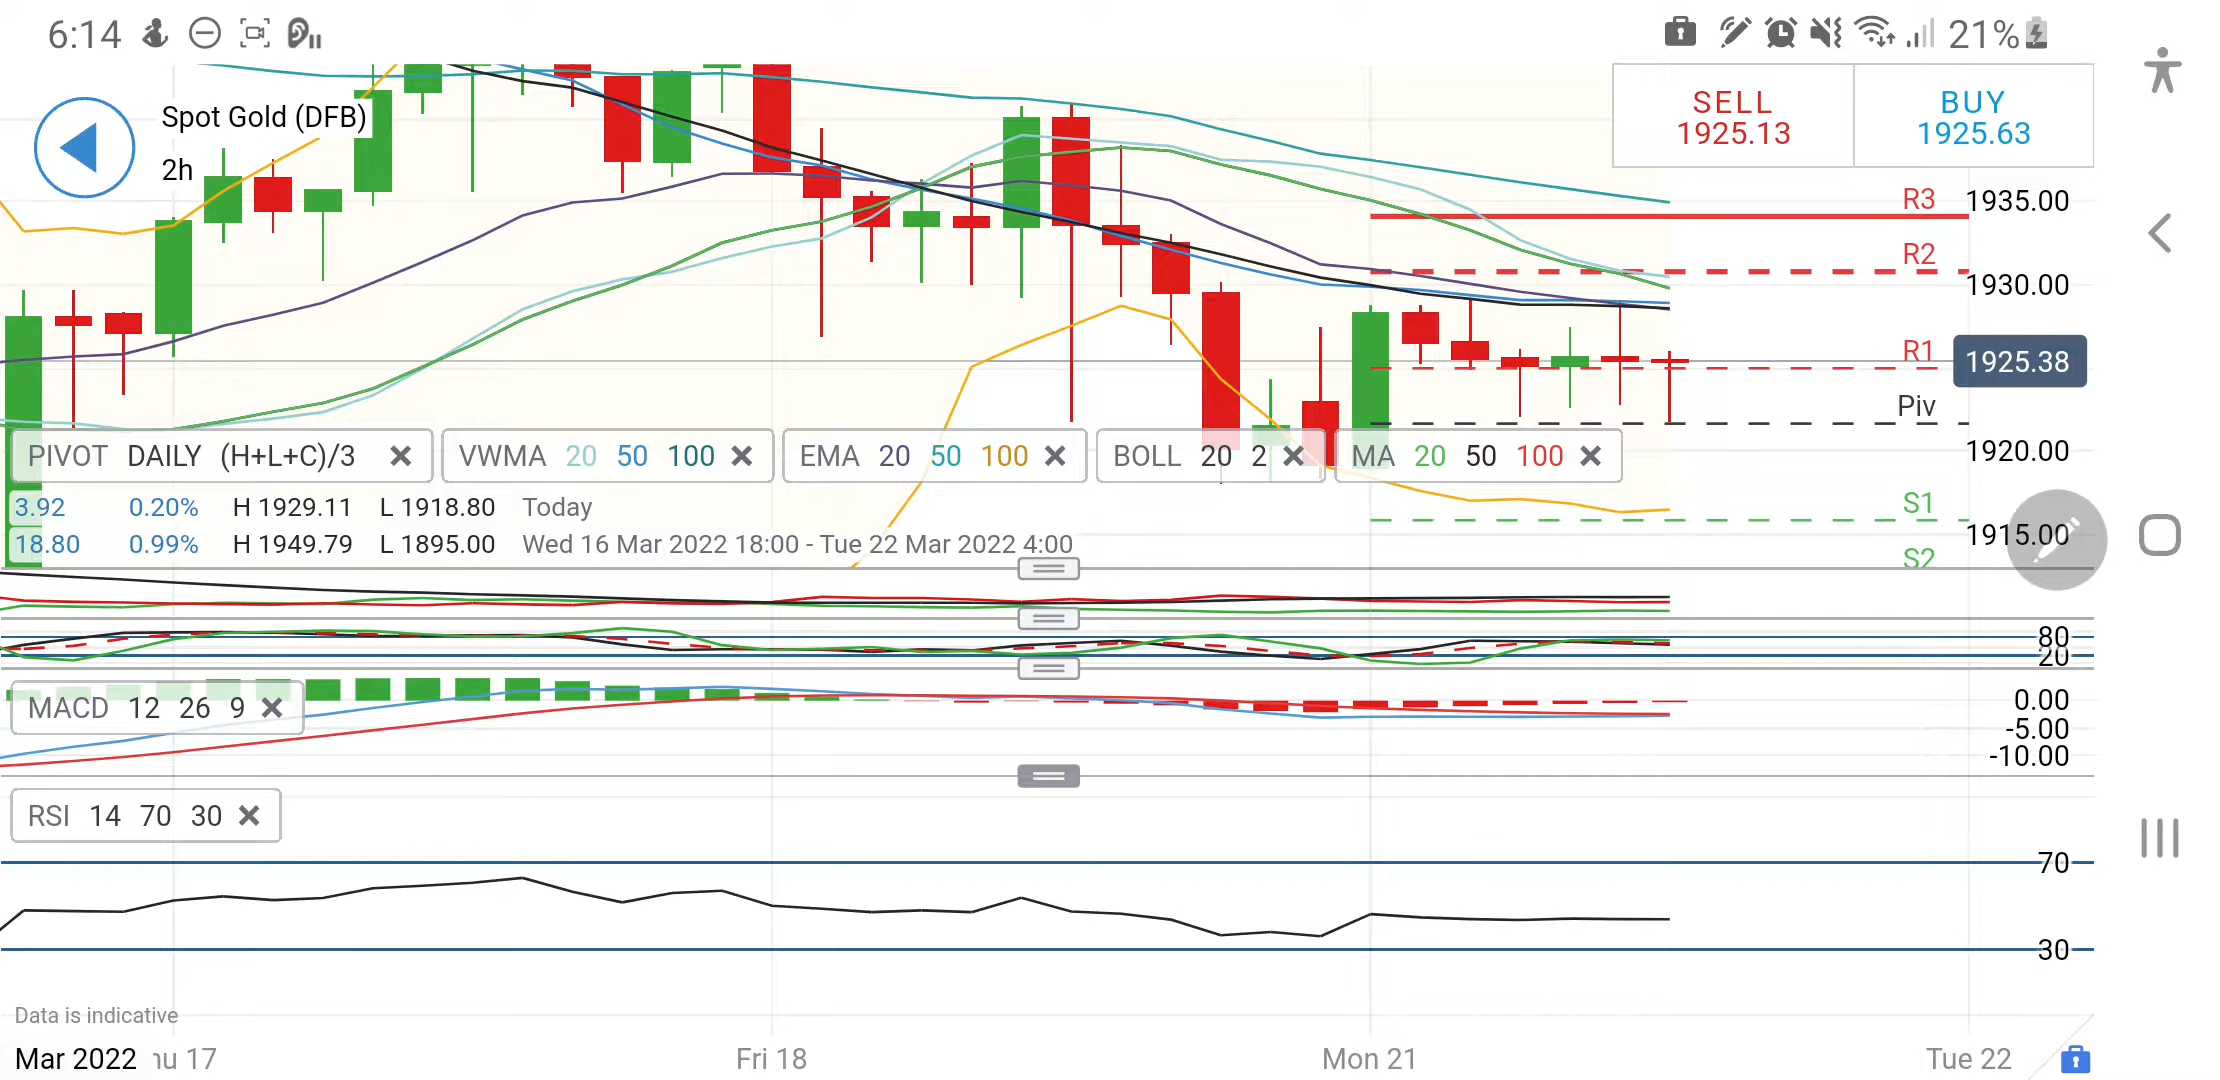 6:14
21%
Spot Gold (DFB)
2h
SELL
1925.13
BUY
1925.63
R3
1935.00
R2
1930.00
R1
1925.38
Piv
1920.00
S1
1915.00
S2
PIVOT DAILY (H+L+C)/3
VWMA 20 50 100
EMA 20 50 100
BOLL 20 2
MA 20 50 100
3.92 0.20% H 1929.11 L 1918.80 Today
18.80 0.99% H 1949.79 L 1895.00 Wed 16 Mar 2022 18:00 - Tue 22 Mar 2022 4:00
80
20
MACD 12 26 9
0.00
-5.00
-10.00
RSI 14 70 30
70
30
Data is indicative
Mar 2022 hu 17 Fri 18 Mon 21 Tue 22